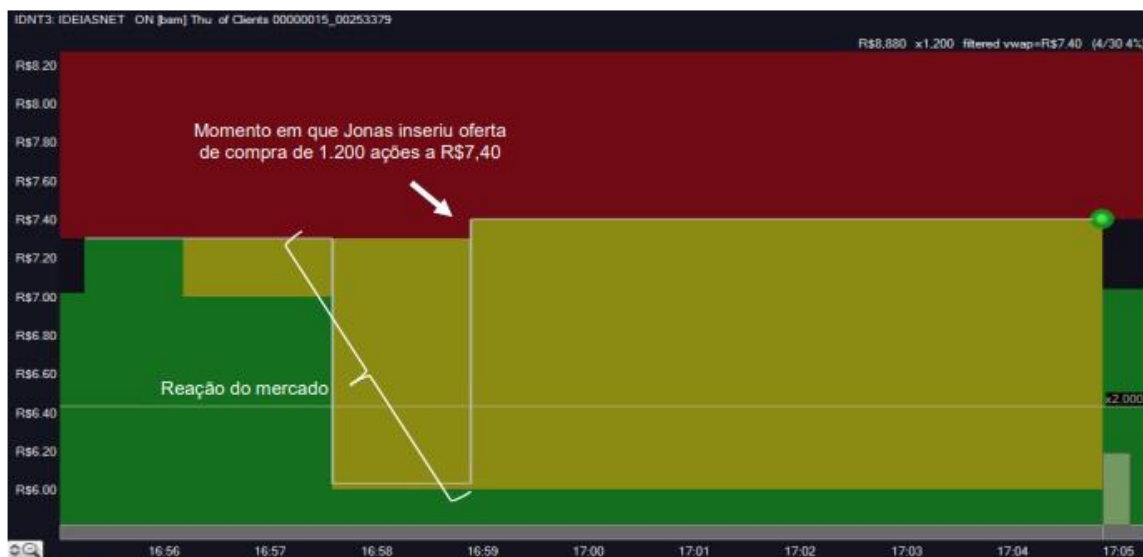 IDNT3: IDEIASNET ON [bam] Thu of Clients 00000015_00253379
R$8,880 x1.200 filtered vwap=R$7.40 (4/30 4%
R$8.20
R$8.00
R$7.80
R$7.60
R$7.40
R$7.20
R$7.00
R$6.80
R$6.60
R$6.40
R$6.20
R$6.00
Momento em que Jonas inseriu oferta
de compra de 1.200 ações a R$7,40
Reação do mercado
x2.000
16:56 16:57 16:58 16:59 17:00 17:01 17:02 17:03 17:04 17:05